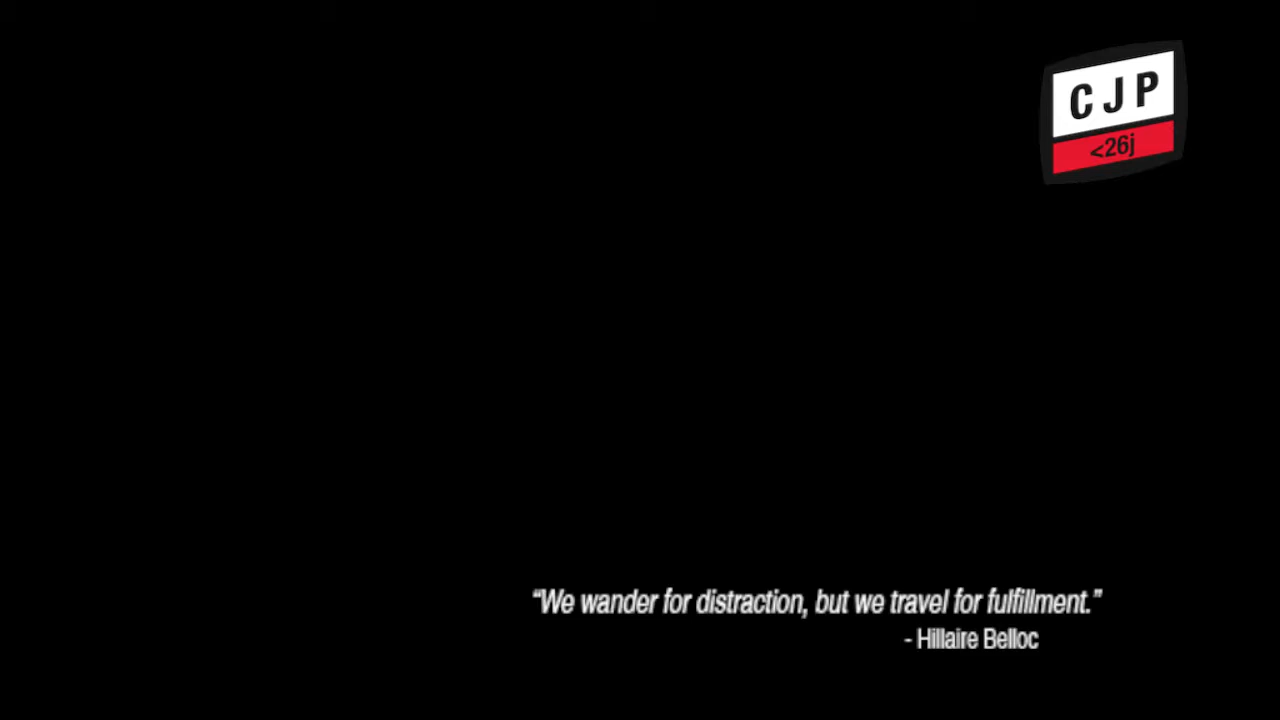 CJP
<26j
“We wander for distraction, but we travel for fulfillment.”
- Hillaire Belloc